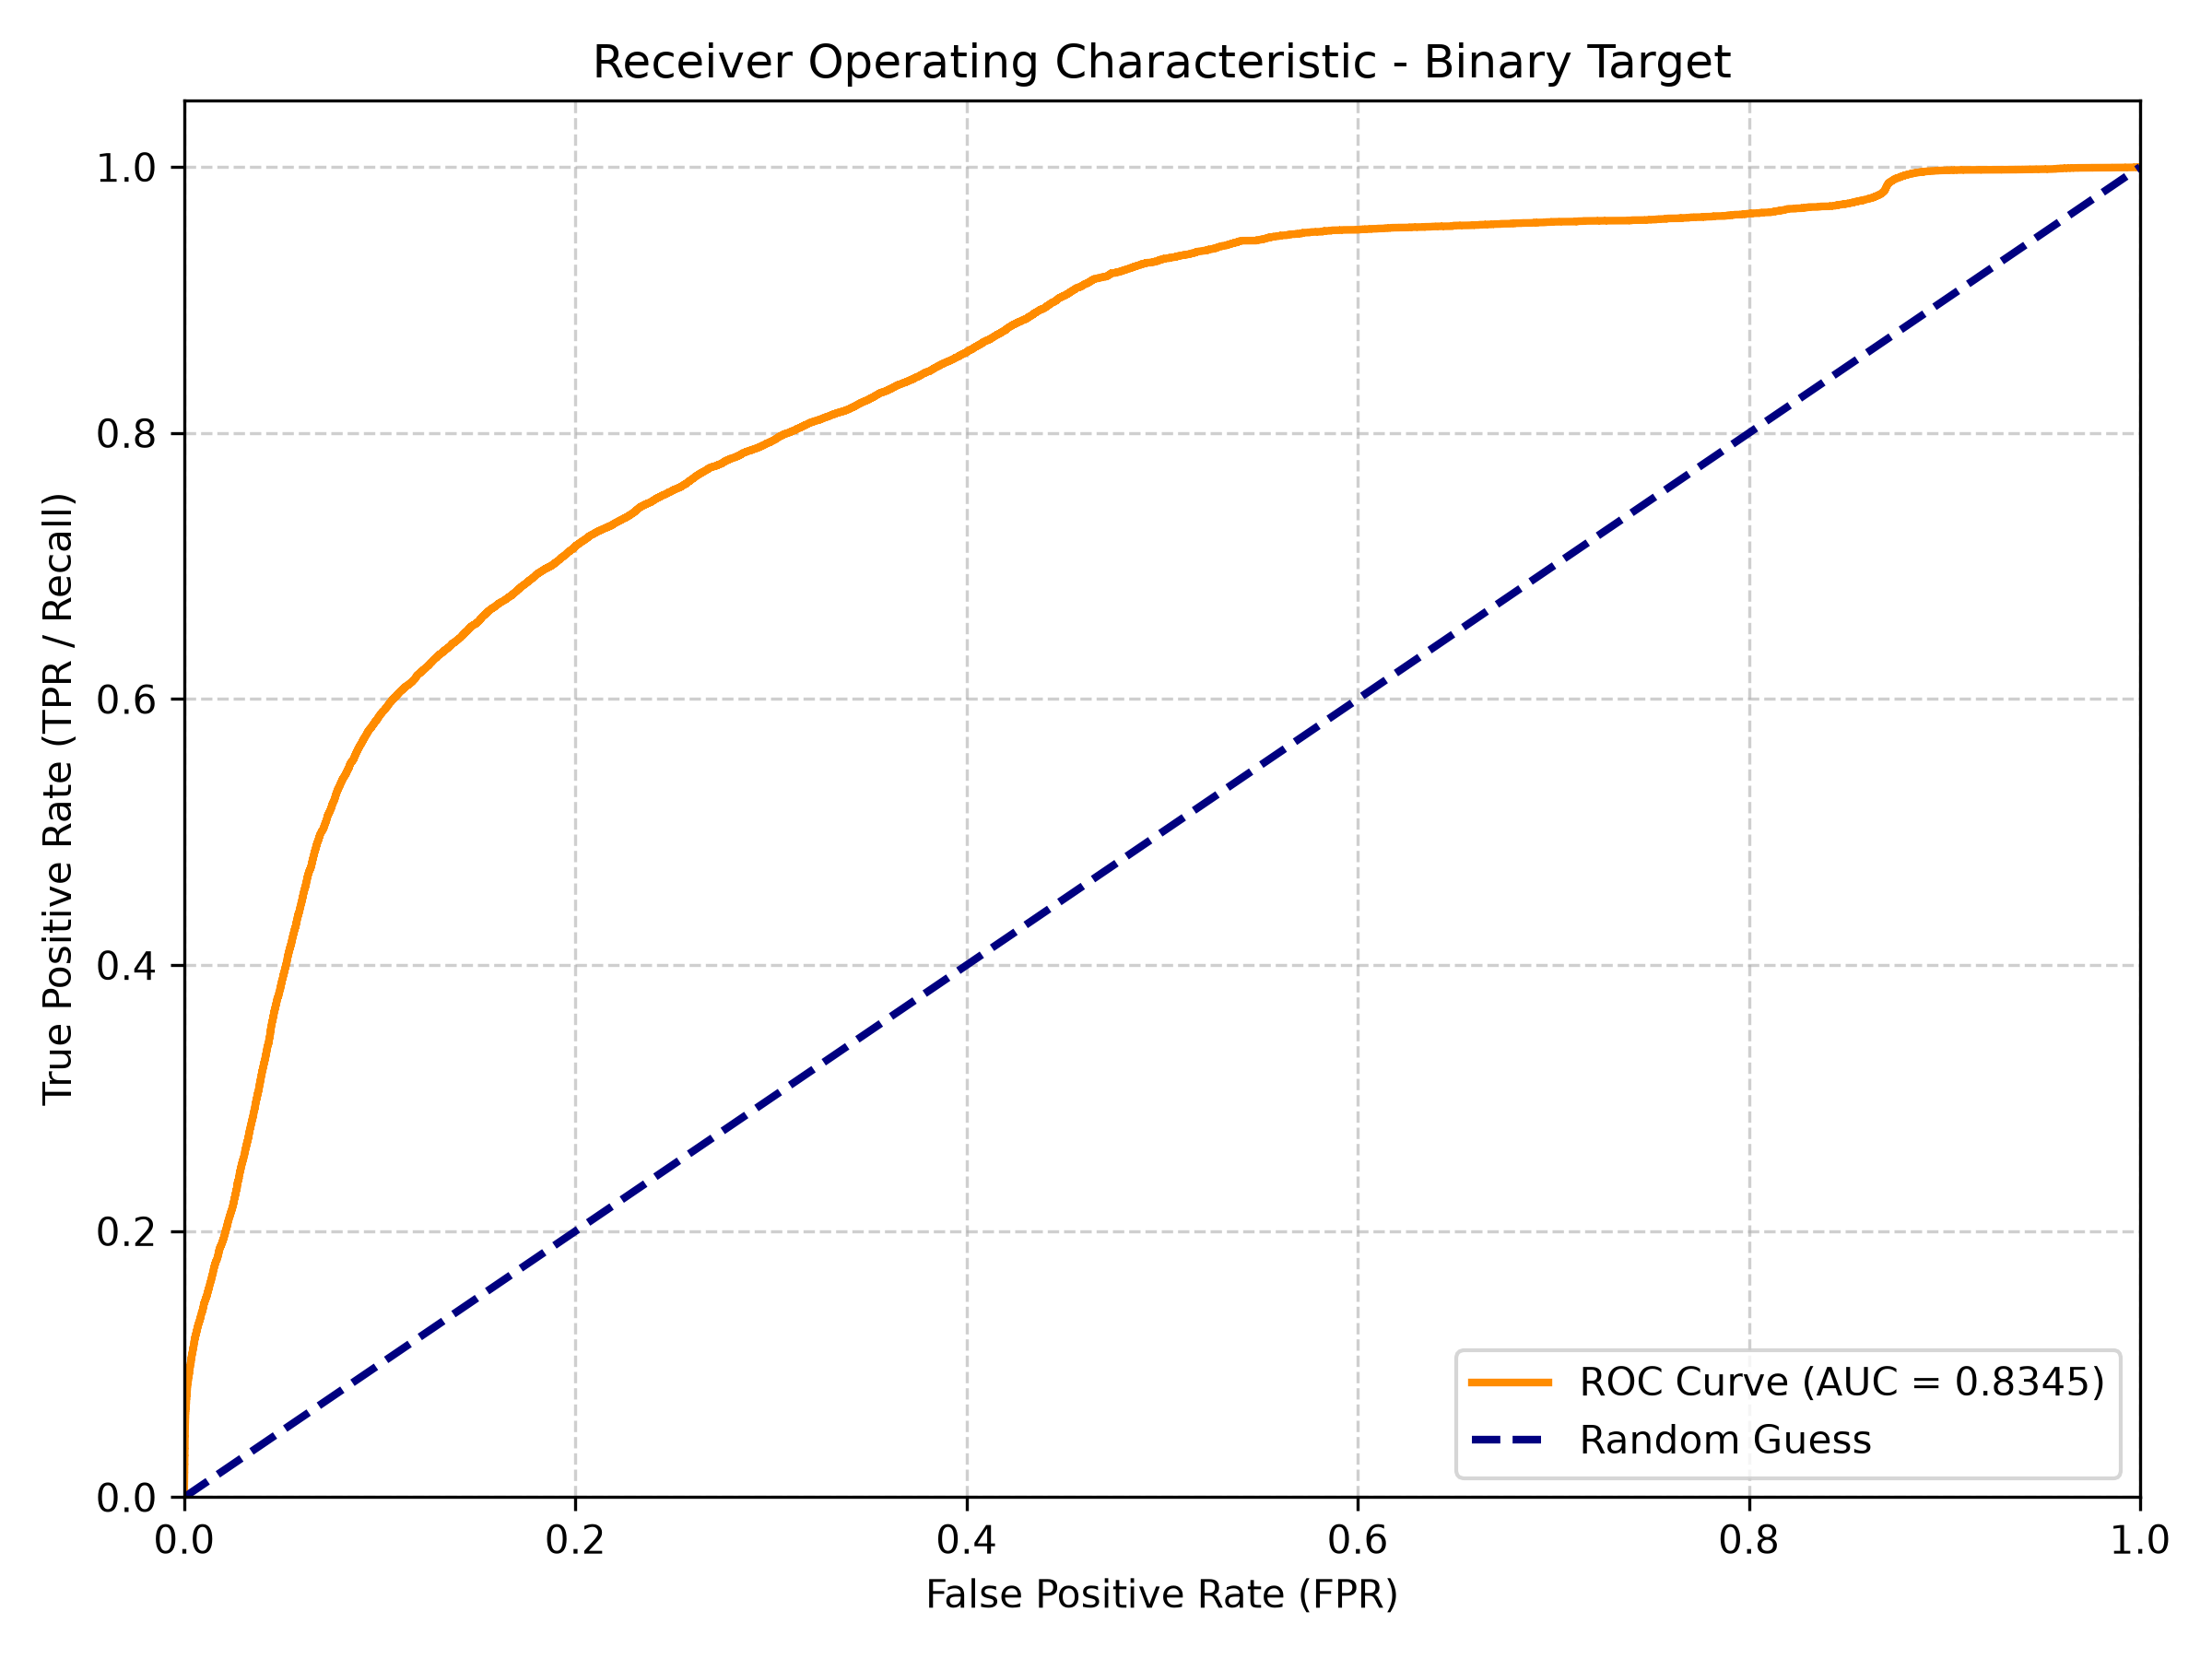 Receiver Operating Characteristic - Binary Target
True Positive Rate (TPR / Recall)
1.0
0.8
0.6
0.4
0.2
0.0
0.0 0.2 0.4 0.6 0.8 1.0
False Positive Rate (FPR)
ROC Curve (AUC = 0.8345)
Random Guess